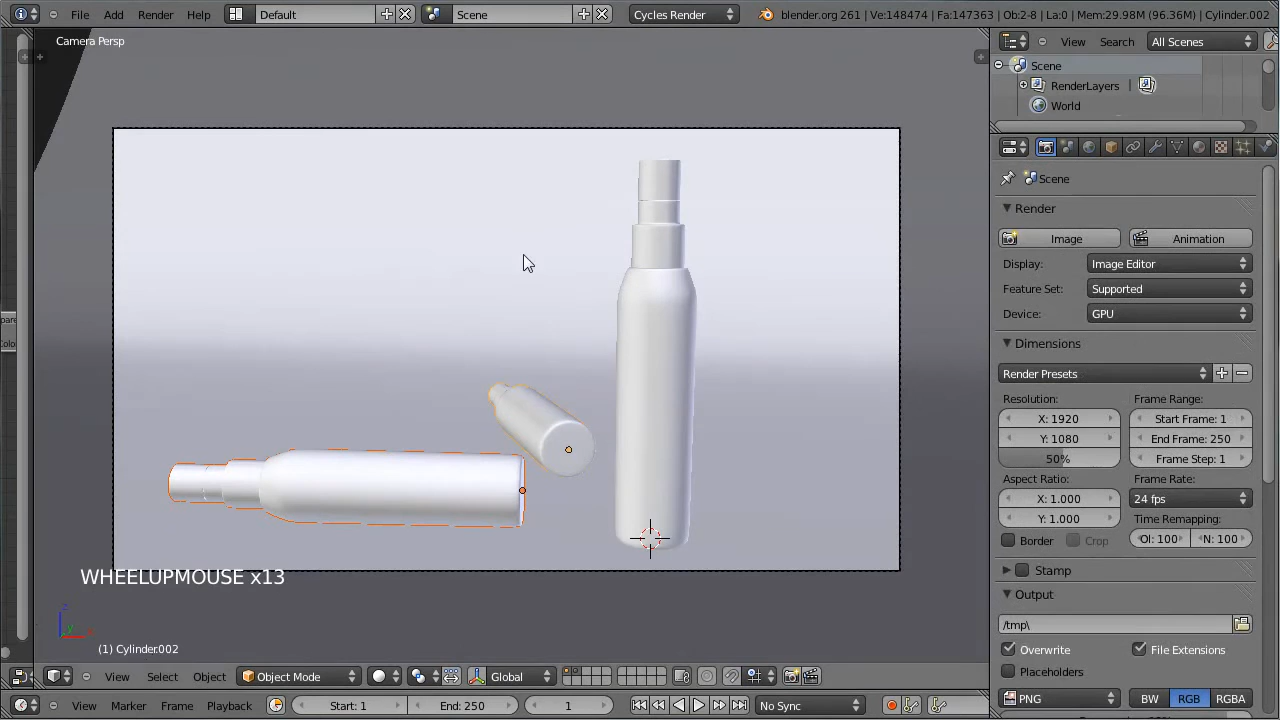 File Add Render Help Default Scene Cycles Render blender.org 261 | Ve:148474 | Fa:147363 | Ob:2-8 | La:0 | Mem:29.98M (96.36M) | Cylinder.002
Camera Persp
View Search All Scenes
Scene
RenderLayers
World
Scene
Render
Image Animation
Display: Image Editor
Feature Set: Supported
Device: GPU
Dimensions
Render Presets
Resolution: Frame Range:
X: 1920 Start Frame: 1
Y: 1080 End Frame: 250
50% Frame Step: 1
Aspect Ratio: Frame Rate:
X: 1.000 24 fps
Y: 1.000 Time Remapping:
Border Crop Ol: 100 N: 100
Stamp
Output
/tmp\
Overwrite File Extensions
Placeholders
PNG BW RGB RGBA
WHEELUPMOUSE x13
z
y x
(1) Cylinder.002
View Select Object Object Mode Global
View Marker Frame Playback Start: 1 End: 250 1 No Sync